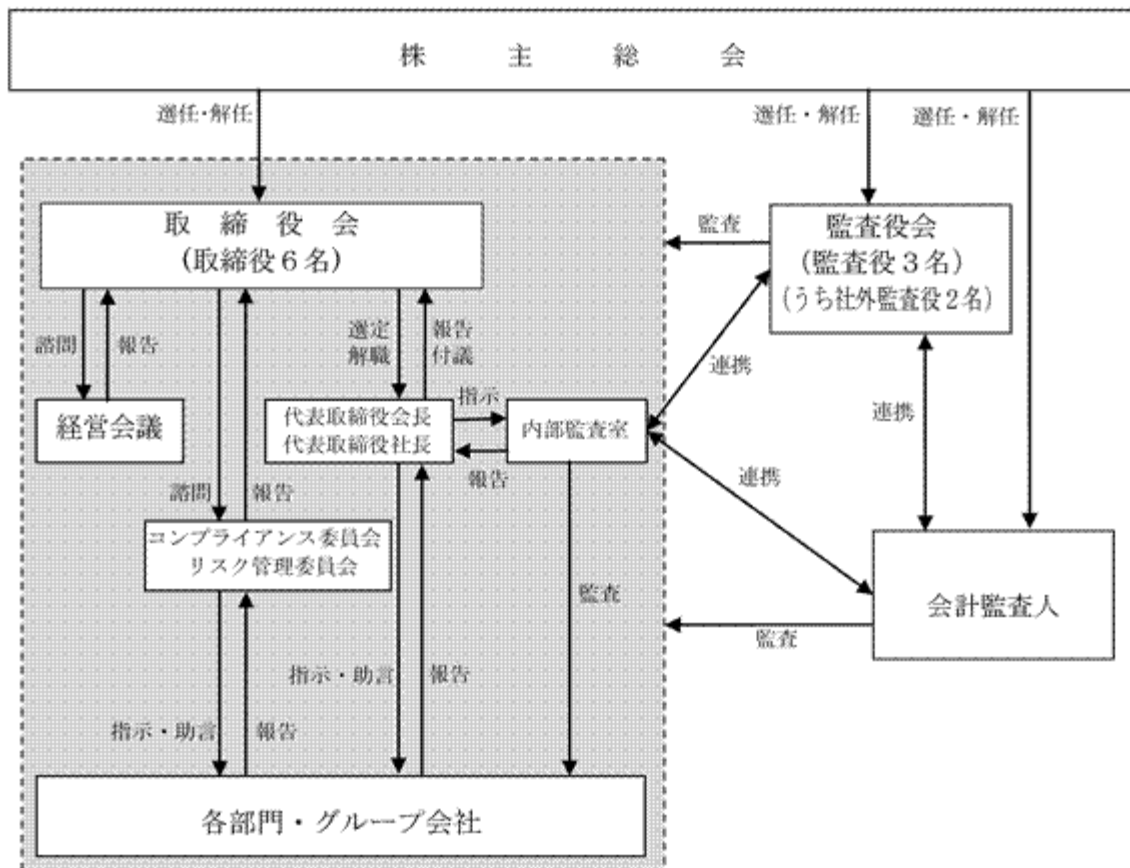 株主総会
選任・解任
選任・解任
選任・解任
取締役会
(取締役6名)
監査役会
(監査役3名)
(うち社外監査役2名)
監査
諮問
報告
選定
解職
報告
付議
連携
連携
指示
経営会議
代表取締役会長
代表取締役社長
内部監査室
報告
連携
諮問
報告
コンプライアンス委員会
リスク管理委員会
監査
会計監査人
監査
指示・助言
報告
指示・助言
報告
各部門・グループ会社